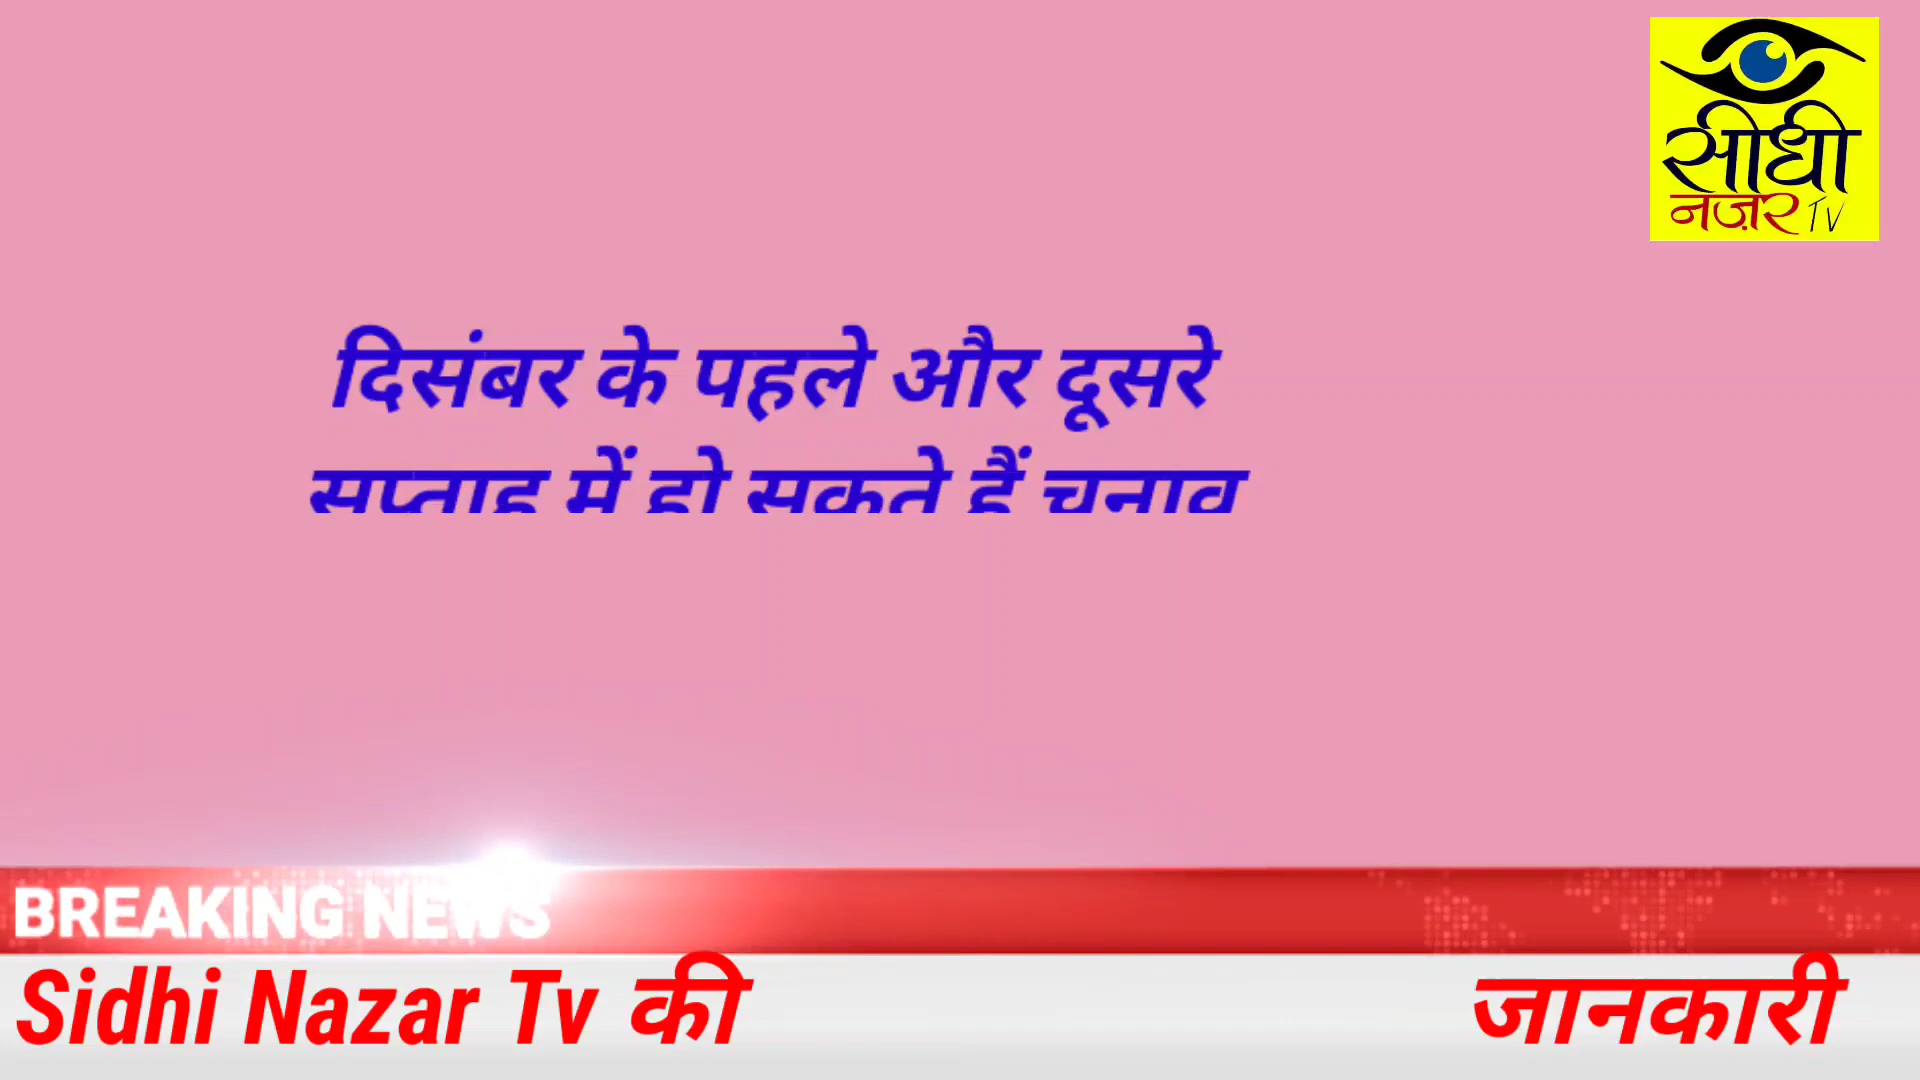 सीधी
नज़र TV
दिसंबर के पहले और दूसरे
सप्ताह में हो सकते हैं चुनाव
BREAKING NEWS
Sidhi Nazar Tv की जानकारी